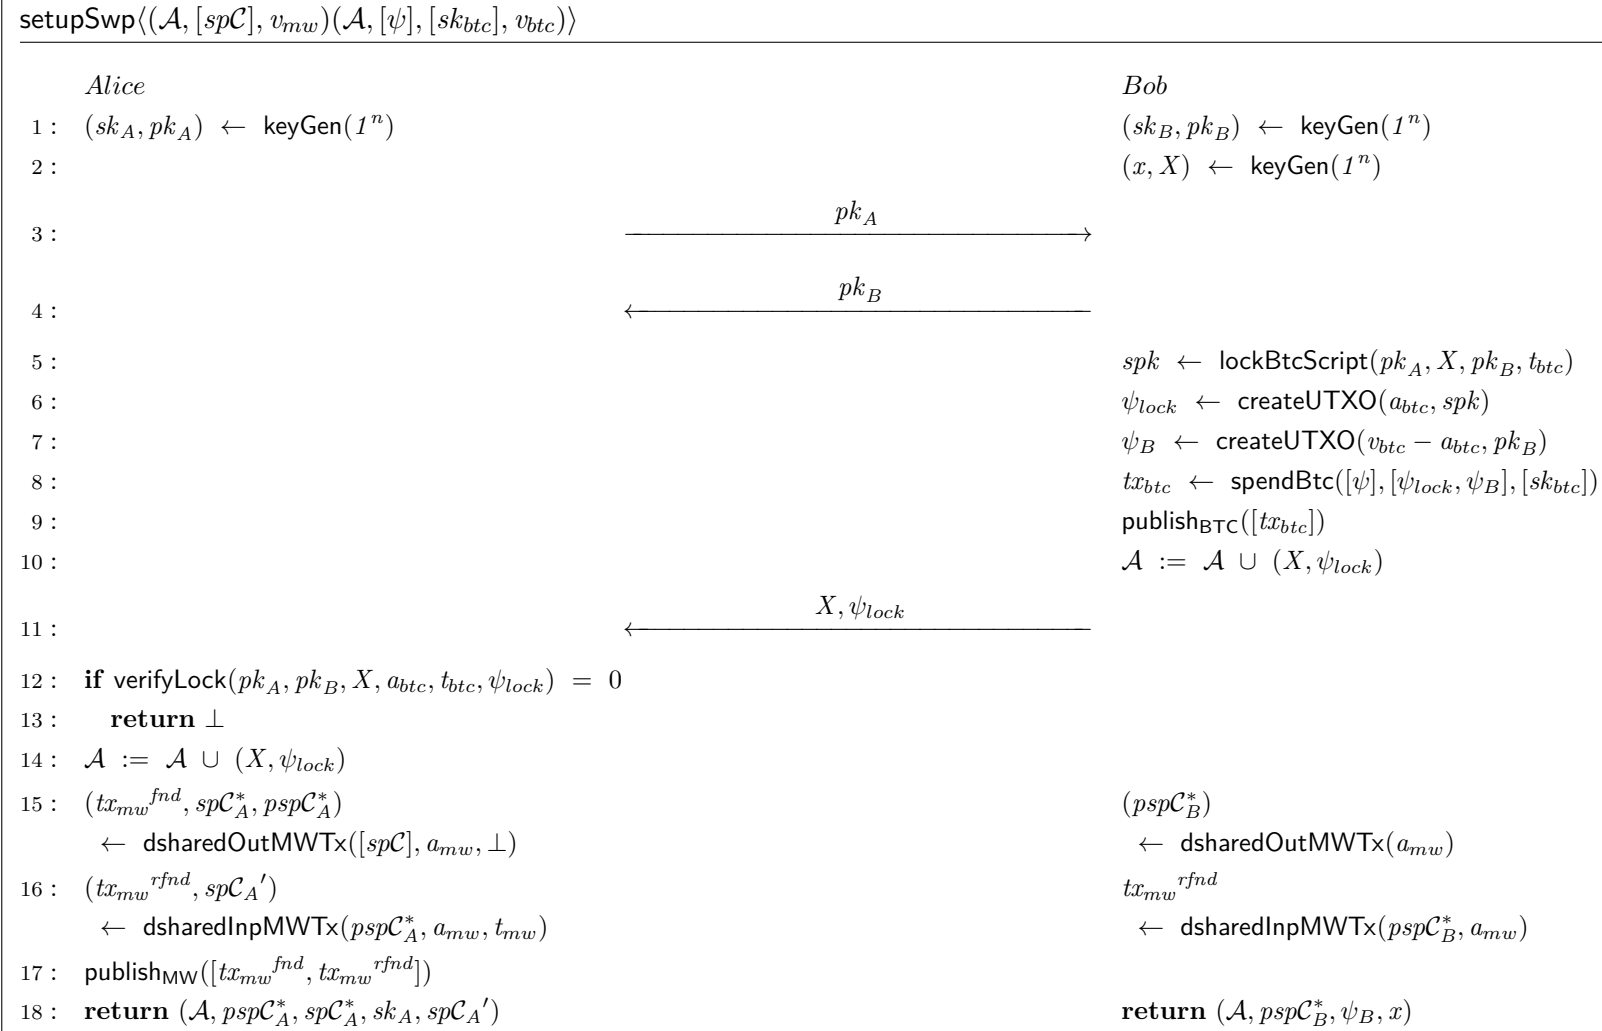 setupSwp⟨(𝒜, [sp𝒞], v_mw)(𝒜, [ψ], [sk_btc], v_btc)⟩
Alice Bob
1 : (sk_A, pk_A) ← keyGen(1^n) (sk_B, pk_B) ← keyGen(1^n)
2 : (x, X) ← keyGen(1^n)
3 : pk_A
4 : pk_B
5 : spk ← lockBtcScript(pk_A, X, pk_B, t_btc)
6 : ψ_lock ← createUTXO(a_btc, spk)
7 : ψ_B ← createUTXO(v_btc − a_btc, pk_B)
8 : tx_btc ← spendBtc([ψ], [ψ_lock, ψ_B], [sk_btc])
9 : publish_BTC([tx_btc])
10 : 𝒜 := 𝒜 ∪ (X, ψ_lock)
11 : X, ψ_lock
12 : if verifyLock(pk_A, pk_B, X, a_btc, t_btc, ψ_lock) = 0
13 : return ⊥
14 : 𝒜 := 𝒜 ∪ (X, ψ_lock)
15 : (tx_mw^fnd, sp𝒞*_A, psp𝒞*_A) (psp𝒞*_B)
← dsharedOutMWTx([sp𝒞], a_mw, ⊥) ← dsharedOutMWTx(a_mw)
16 : (tx_mw^rfnd, sp𝒞_A′) tx_mw^rfnd
← dsharedInpMWTx(psp𝒞*_A, a_mw, t_mw) ← dsharedInpMWTx(psp𝒞*_B, a_mw)
17 : publish_MW([tx_mw^fnd, tx_mw^rfnd])
18 : return (𝒜, psp𝒞*_A, sp𝒞*_A, sk_A, sp𝒞_A′) return (𝒜, psp𝒞*_B, ψ_B, x)